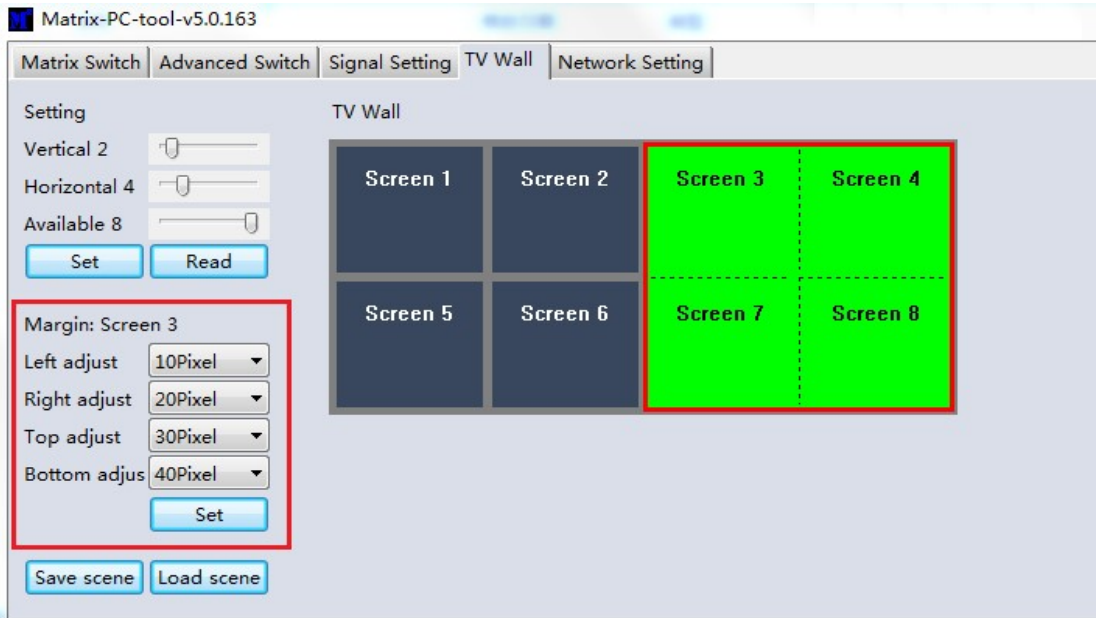 Matrix-PC-tool-v5.0.163
Matrix Switch Advanced Switch Signal Setting TV Wall Network Setting
Setting
Vertical 2
Horizontal 4
Available 8
Set Read
Margin: Screen 3
Left adjust 10Pixel
Right adjust 20Pixel
Top adjust 30Pixel
Bottom adjus 40Pixel
Set
Save scene Load scene
TV Wall
Screen 1 Screen 2 Screen 3 Screen 4
Screen 5 Screen 6 Screen 7 Screen 8